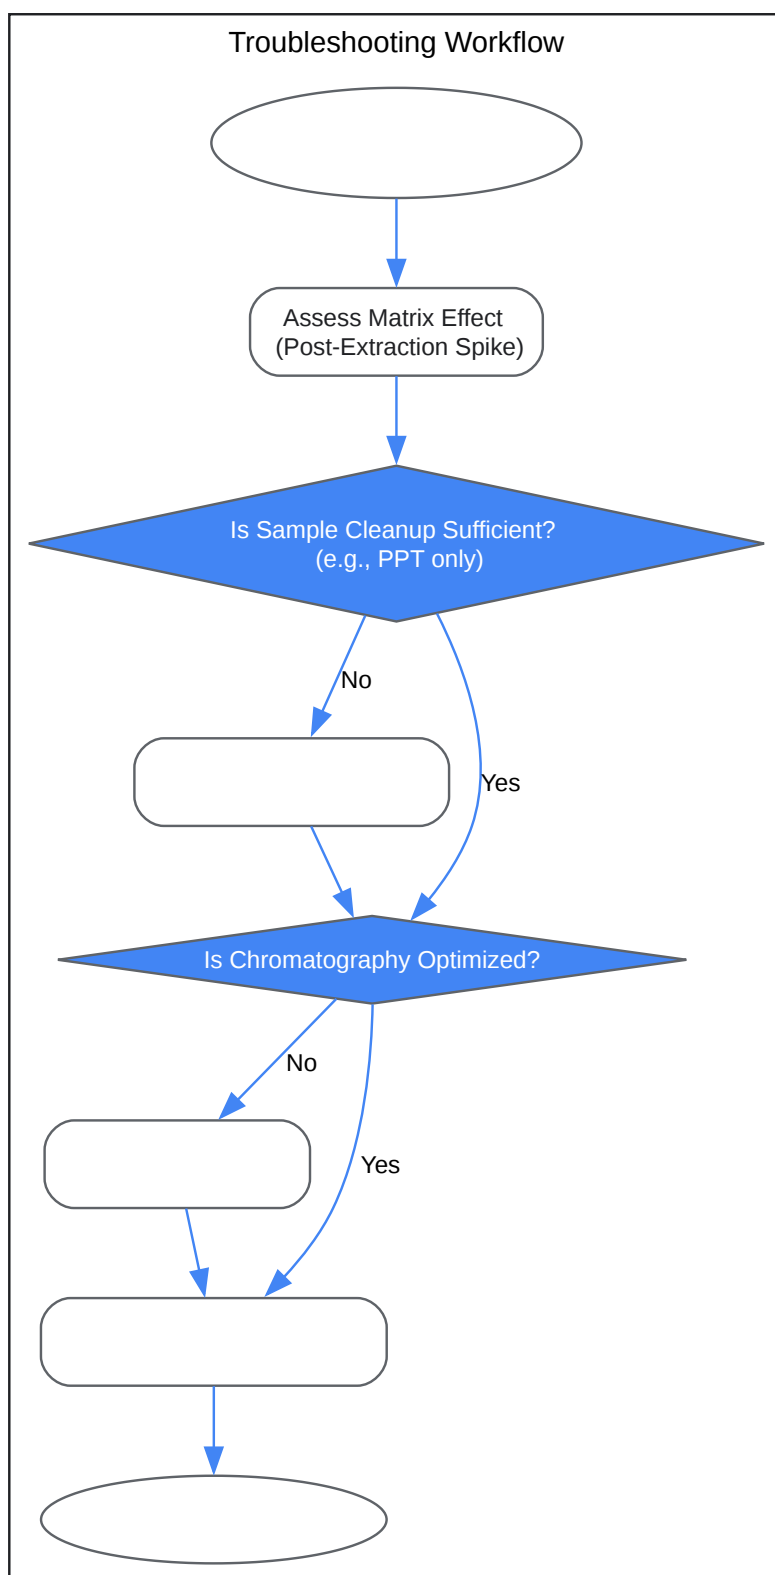 Troubleshooting Workflow
Assess Matrix Effect
(Post-Extraction Spike)
Is Sample Cleanup Sufficient?
(e.g., PPT only)
No
Yes
Is Chromatography Optimized?
No
Yes